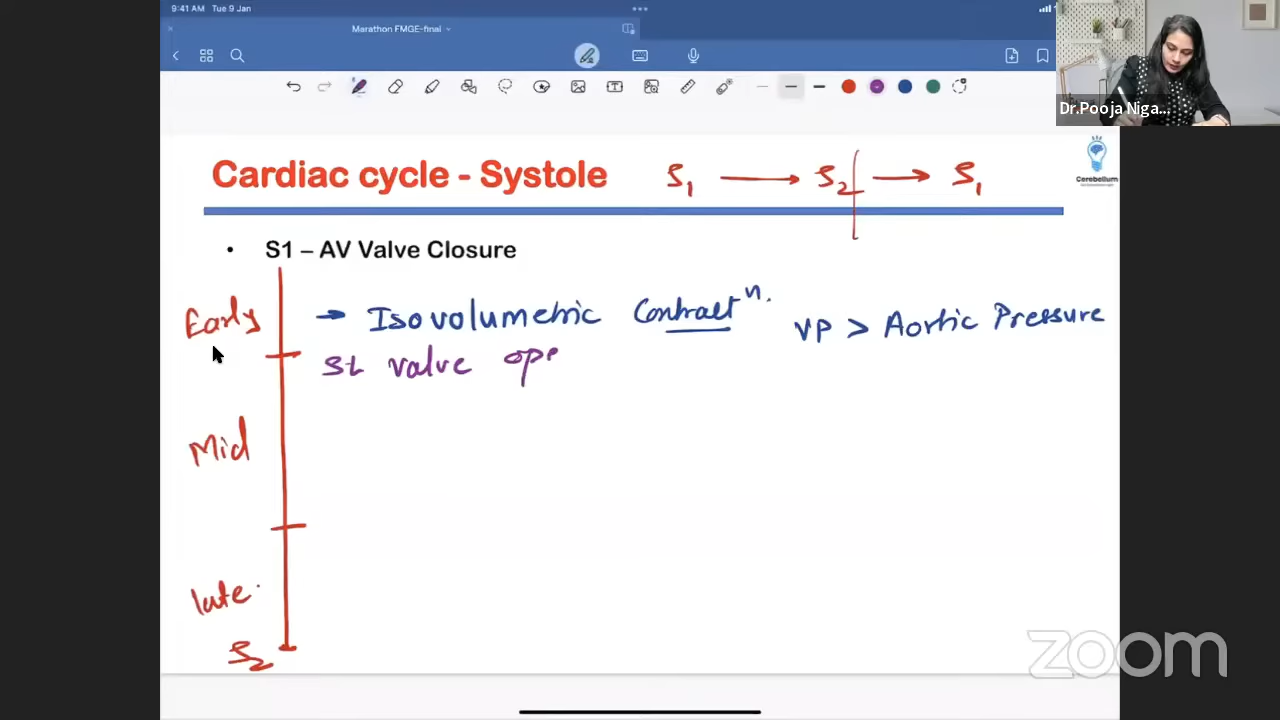 9:41 AM Tue 9 Jan
Marathon FMGE-final
Dr.Pooja Niga...
Cardiac cycle - Systole S1 → S2 → S1
Cerebellum
• S1 – AV Valve Closure
Early → Isovolumetric Contractⁿ. VP > Aortic Pressure
SL valve ope
Mid
late
S2
zoom